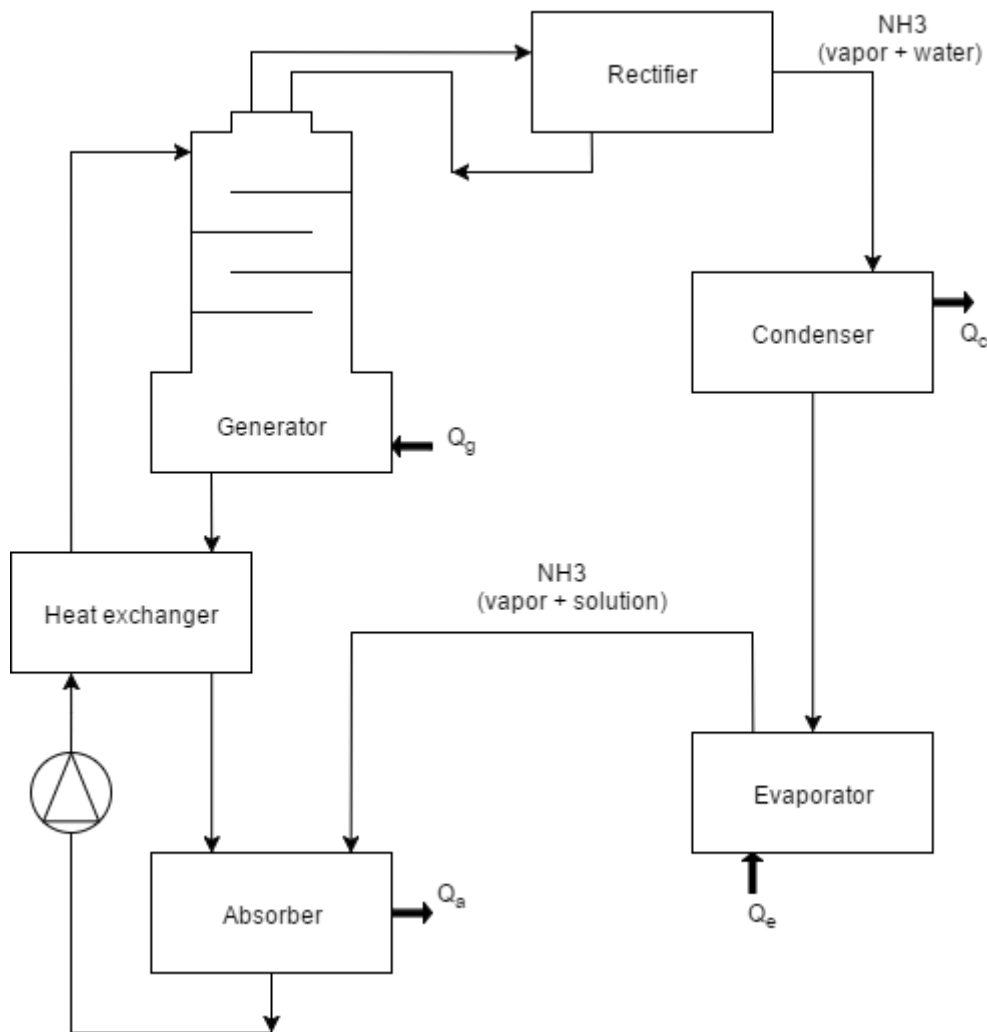 NH3
(vapor + water)
Rectifier
Condenser
Qc
Generator
Qg
NH3
(vapor + solution)
Heat exchanger
Evaporator
Absorber
Qa
Qe